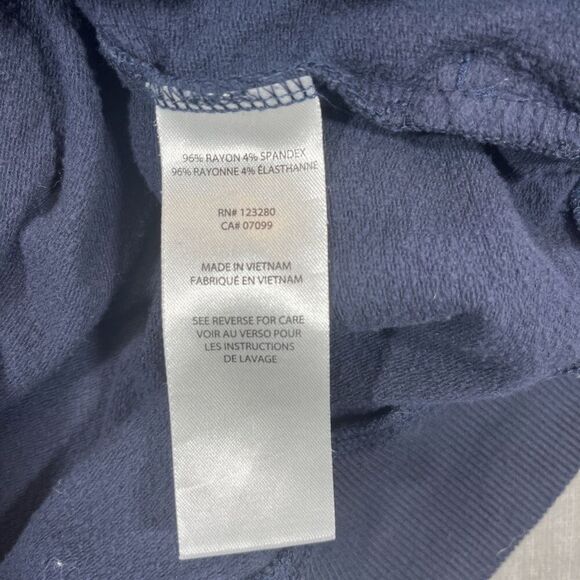 96% RAYON 4% SPANDEX
96% RAYONNE 4% ÉLASTHANNE
RN# 123280
CA# 07099
MADE IN VIETNAM
FABRIQUÉ EN VIETNAM
SEE REVERSE FOR CARE
VOIR AU VERSO POUR
LES INSTRUCTIONS
DE LAVAGE